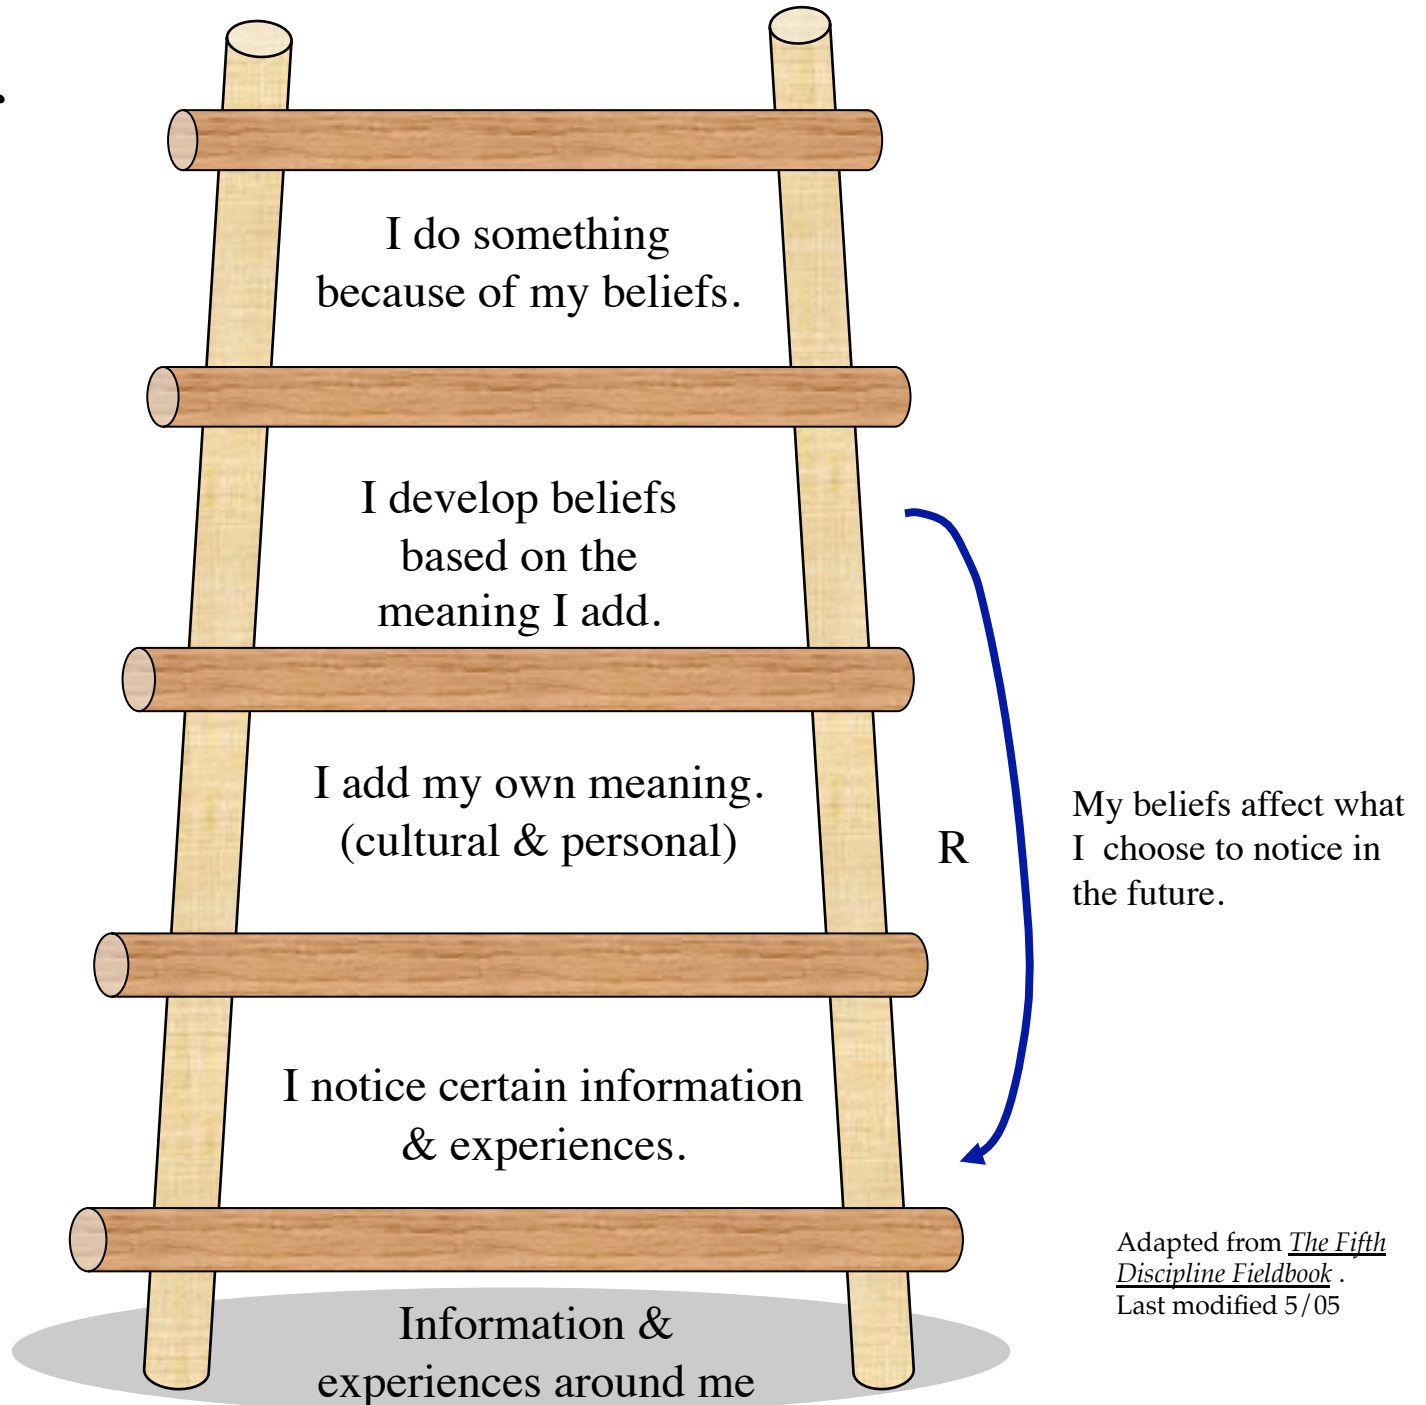 I do something
because of my beliefs.
I develop beliefs
based on the
meaning I add.
I add my own meaning.
(cultural & personal)
R
My beliefs affect what
I choose to notice in
the future.
I notice certain information
& experiences.
Information &
experiences around me
Adapted from The Fifth
Discipline Fieldbook .
Last modified 5/05